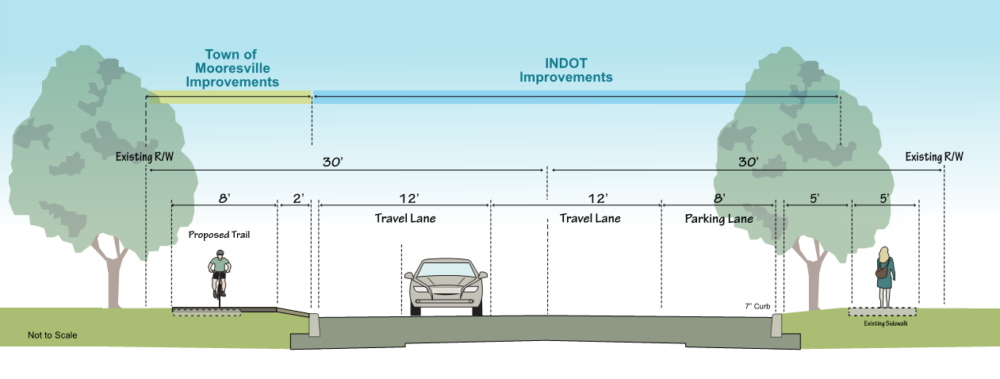 Town of
Mooresville
Improvements
INDOT
Improvements
Existing R/W
Existing R/W
30'
30'
8'
2'
12'
12'
8'
5'
5'
Travel Lane
Travel Lane
Parking Lane
Proposed Trail
7" Curb
Existing Sidewalk
Not to Scale